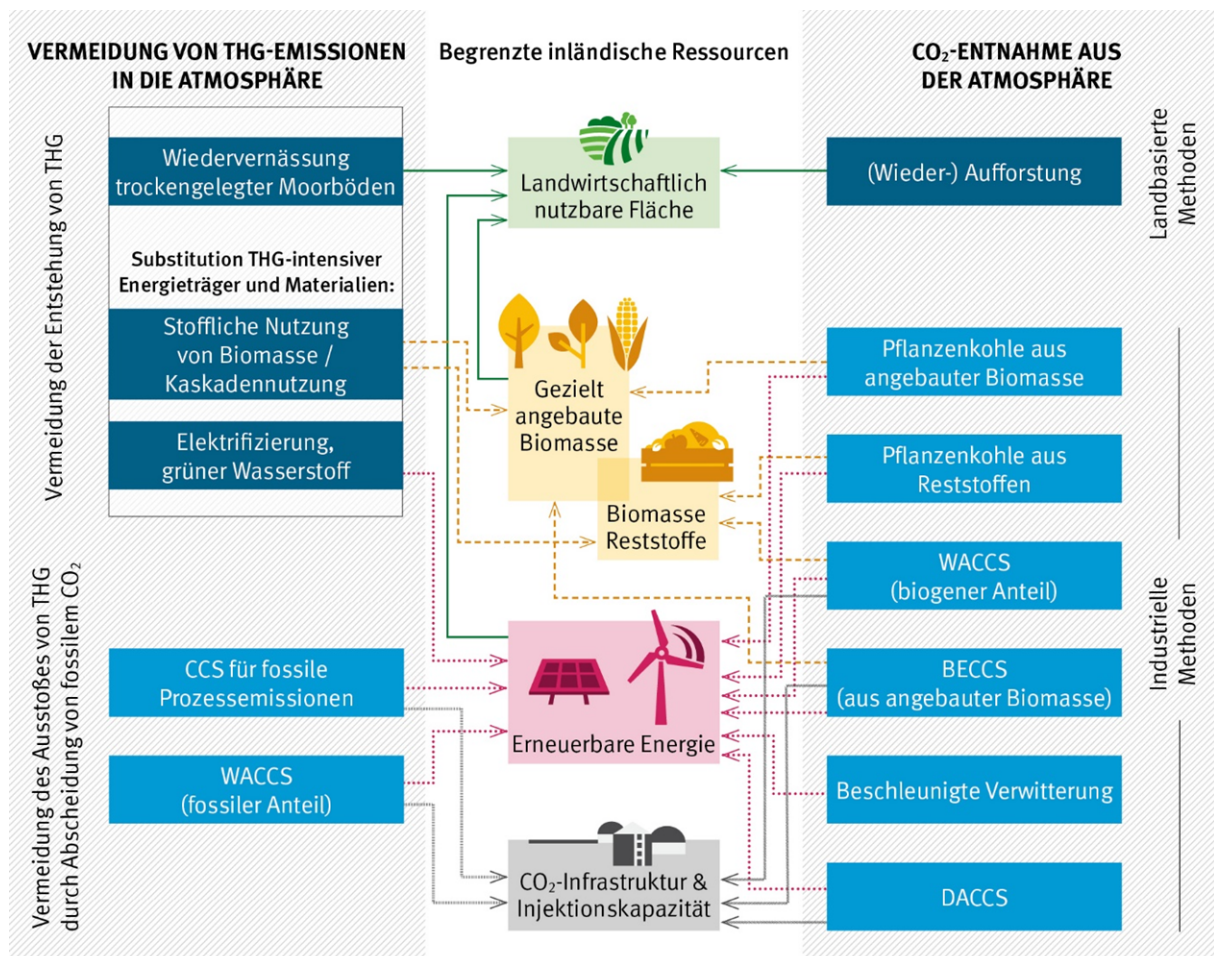 VERMEIDUNG VON THG-EMISSIONEN
IN DIE ATMOSPHÄRE
Begrenzte inländische Ressourcen
CO₂-ENTNAHME AUS
DER ATMOSPHÄRE
Vermeidung der Entstehung von THG
Wiedervernässung
trockengelegter Moorböden
Substitution THG-intensiver
Energieträger und Materialien:
Stoffliche Nutzung
von Biomasse /
Kaskadennutzung
Elektrifizierung,
grüner Wasserstoff
Vermeidung des Ausstoßes von THG
durch Abscheidung von fossilem CO₂
CCS für fossile
Prozessemissionen
WACCS
(fossiler Anteil)
Landwirtschaftlich
nutzbare Fläche
Gezielt
angebaute
Biomasse
Biomasse
Reststoffe
Erneuerbare Energie
CO₂-Infrastruktur &
Injektionskapazität
(Wieder-) Aufforstung
Landbasierte
Methoden
Pflanzenkohle aus
angebauter Biomasse
Pflanzenkohle aus
Reststoffen
WACCS
(biogener Anteil)
BECCS
(aus angebauter Biomasse)
Beschleunigte Verwitterung
DACCS
Industrielle
Methoden